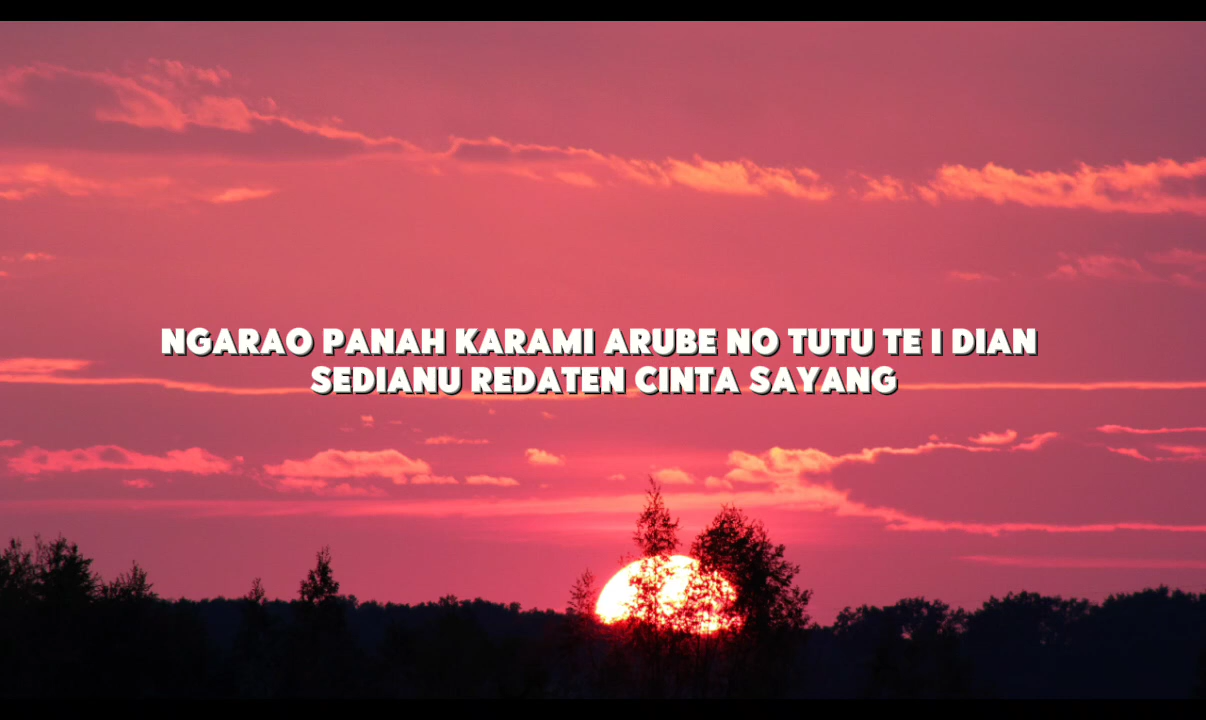 NGARAO PANAH KARAMI ARUBE NO TUTU TE I DIAN
SEDIANU REDATEN CINTA SAYANG